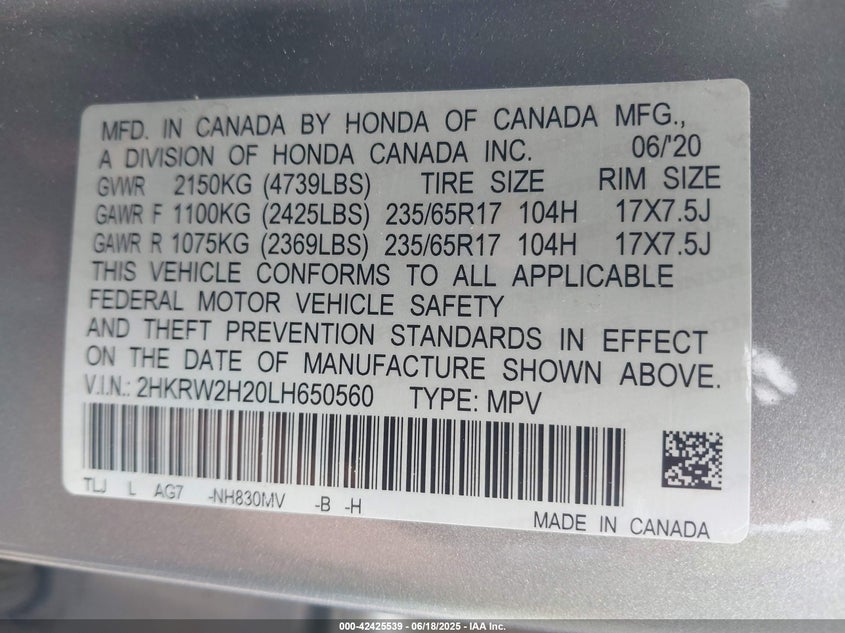 MFD. IN CANADA BY HONDA OF CANADA MFG.,
A DIVISION OF HONDA CANADA INC. 06/'20
GVWR 2150KG (4739LBS) TIRE SIZE RIM SIZE
GAWR F 1100KG (2425LBS) 235/65R17 104H 17X7.5J
GAWR R 1075KG (2369LBS) 235/65R17 104H 17X7.5J
THIS VEHICLE CONFORMS TO ALL APPLICABLE
FEDERAL MOTOR VEHICLE SAFETY
AND THEFT PREVENTION STANDARDS IN EFFECT
ON THE DATE OF MANUFACTURE SHOWN ABOVE.
V.I.N.: 2HKRW2H20LH650560 TYPE: MPV
TLJ L AG7 -NH830MV -B -H
MADE IN CANADA
000-42425539 - 06/18/2025 - IAA Inc.